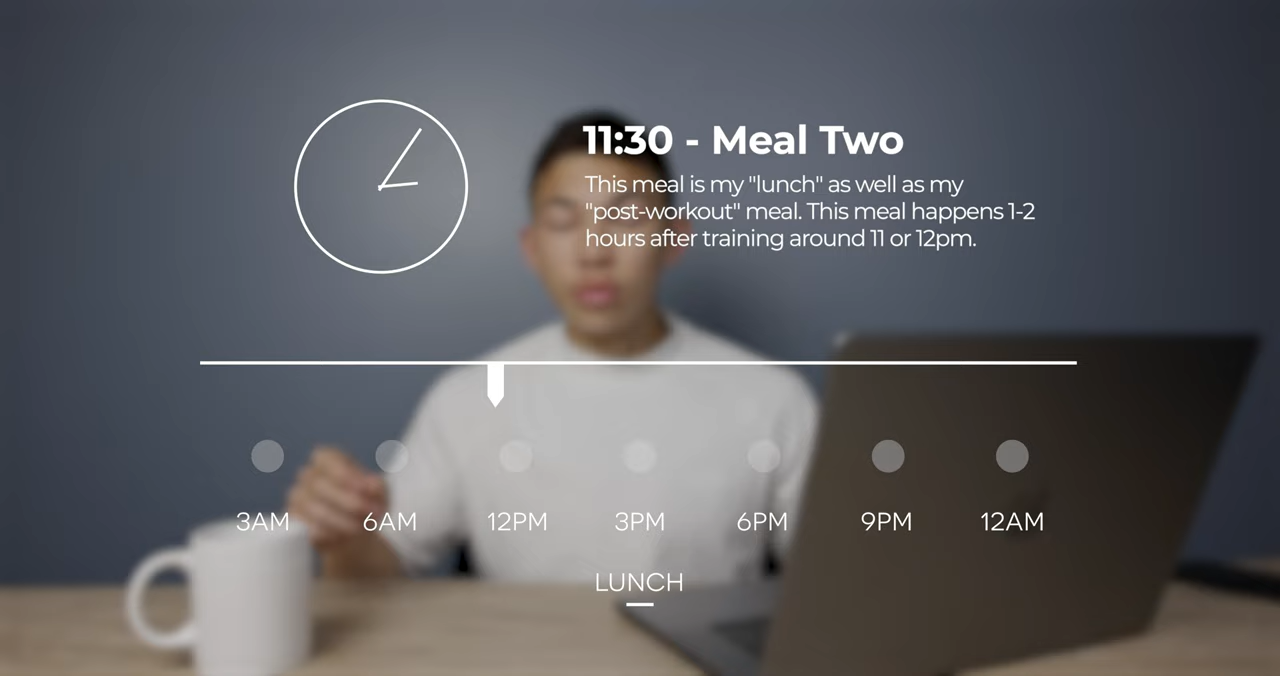 11:30 - Meal Two
This meal is my "lunch" as well as my
"post-workout" meal. This meal happens 1-2
hours after training around 11 or 12pm.
3AM 6AM 12PM 3PM 6PM 9PM 12AM
LUNCH